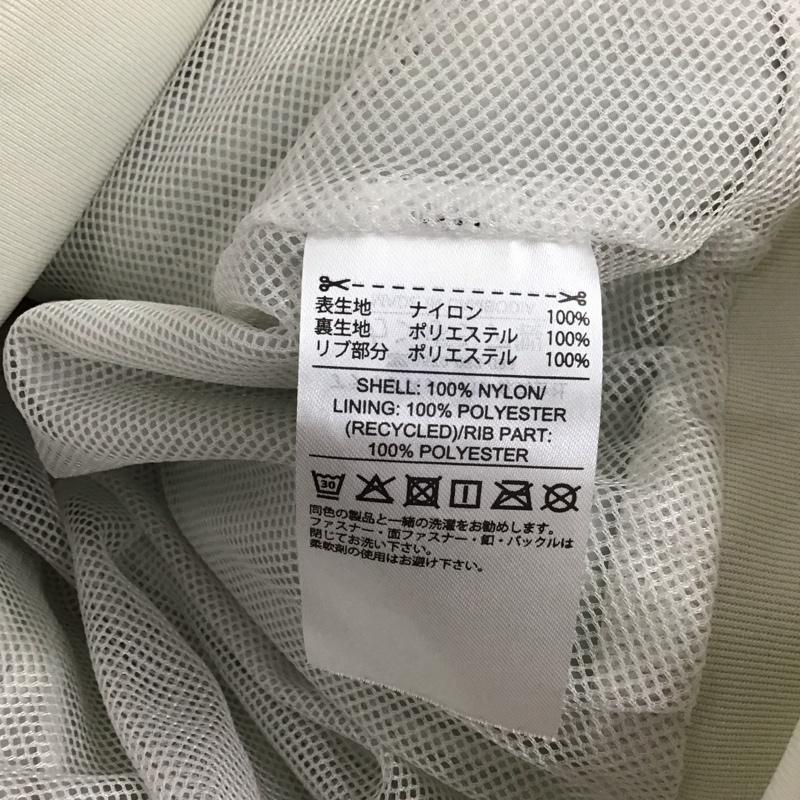 表生地 ナイロン 100%
裏生地 ポリエステル 100%
リブ部分 ポリエステル 100%
SHELL: 100% NYLON/
LINING: 100% POLYESTER
(RECYCLED)/RIB PART:
100% POLYESTER
30
同色の製品と一緒の洗濯をお勧めします。
ファスナー・面ファスナー・釦・バックルは
閉じてお洗い下さい。
柔軟剤の使用はお避け下さい。